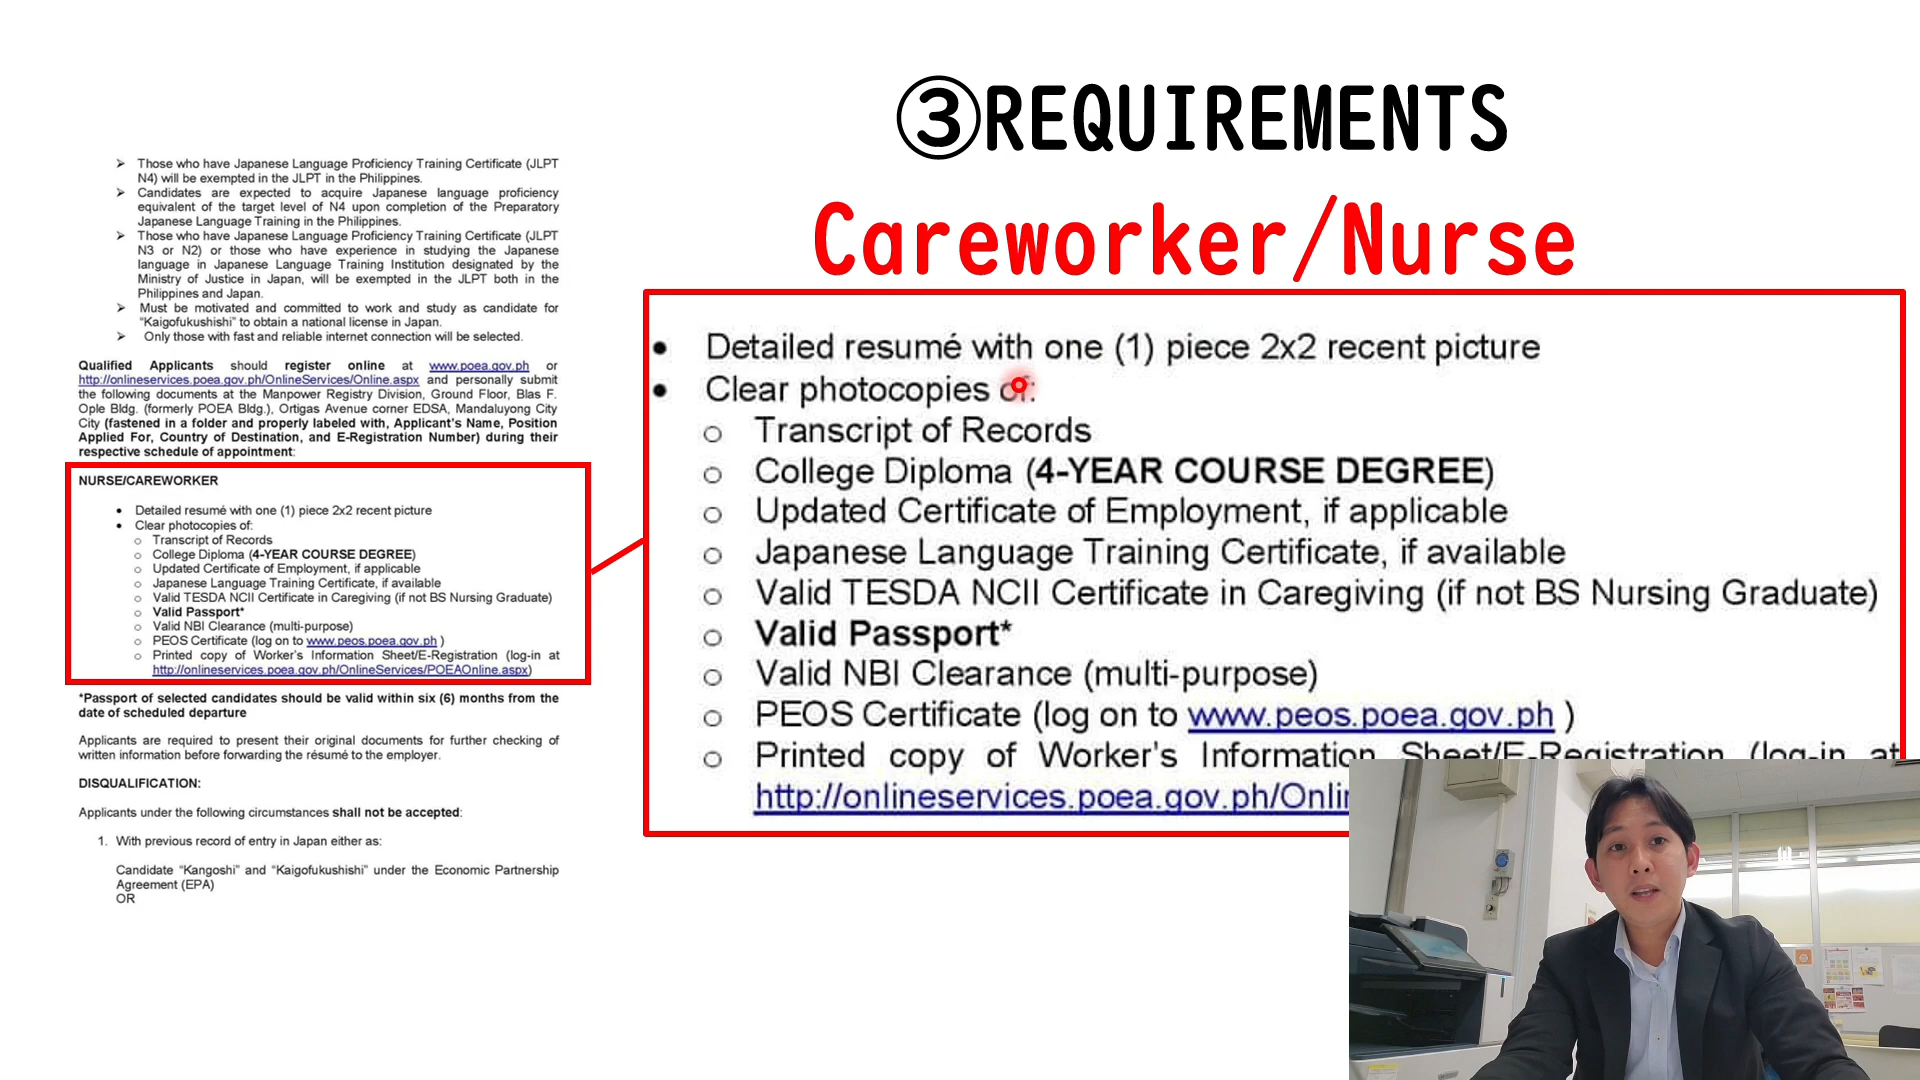 ③REQUIREMENTS
Careworker/Nurse
➢ Those who have Japanese Language Proficiency Training Certificate (JLPT
N4) will be exempted in the JLPT in the Philippines.
➢ Candidates are expected to acquire Japanese language proficiency
equivalent of the target level of N4 upon completion of the Preparatory
Japanese Language Training in the Philippines.
➢ Those who have Japanese Language Proficiency Training Certificate (JLPT
N3 or N2) or those who have experience in studying the Japanese
language in Japanese Language Training Institution designated by the
Ministry of Justice in Japan, will be exempted in the JLPT both in the
Philippines and Japan.
➢ Must be motivated and committed to work and study as candidate for
“Kaigofukushishi” to obtain a national license in Japan.
➢ Only those with fast and reliable internet connection will be selected.
Qualified Applicants should register online at www.poea.gov.ph or
http://onlineservices.poea.gov.ph/OnlineServices/Online.aspx and personally submit
the following documents at the Manpower Registry Division, Ground Floor, Blas F.
Ople Bldg. (formerly POEA Bldg.), Ortigas Avenue corner EDSA, Mandaluyong City
City (fastened in a folder and properly labeled with, Applicant's Name, Position
Applied For, Country of Destination, and E-Registration Number) during their
respective schedule of appointment:
NURSE/CAREWORKER
• Detailed resumé with one (1) piece 2x2 recent picture
• Clear photocopies of:
o Transcript of Records
o College Diploma (4-YEAR COURSE DEGREE)
o Updated Certificate of Employment, if applicable
o Japanese Language Training Certificate, if available
o Valid TESDA NCII Certificate in Caregiving (if not BS Nursing Graduate)
o Valid Passport*
o Valid NBI Clearance (multi-purpose)
o PEOS Certificate (log on to www.peos.poea.gov.ph )
o Printed copy of Worker's Information Sheet/E-Registration (log-in at
http://onlineservices.poea.gov.ph/OnlineServices/POEAOnline.aspx)
*Passport of selected candidates should be valid within six (6) months from the
date of scheduled departure
Applicants are required to present their original documents for further checking of
written information before forwarding the résumé to the employer.
DISQUALIFICATION:
Applicants under the following circumstances shall not be accepted:
1. With previous record of entry in Japan either as:
Candidate “Kangoshi” and “Kaigofukushishi” under the Economic Partnership
Agreement (EPA)
OR
• Detailed resumé with one (1) piece 2x2 recent picture
• Clear photocopies of:
o Transcript of Records
o College Diploma (4-YEAR COURSE DEGREE)
o Updated Certificate of Employment, if applicable
o Japanese Language Training Certificate, if available
o Valid TESDA NCII Certificate in Caregiving (if not BS Nursing Graduate)
o Valid Passport*
o Valid NBI Clearance (multi-purpose)
o PEOS Certificate (log on to www.peos.poea.gov.ph )
o Printed copy of Worker's Information Sheet/E-Registration (log-in at
http://onlineservices.poea.gov.ph/Onlin